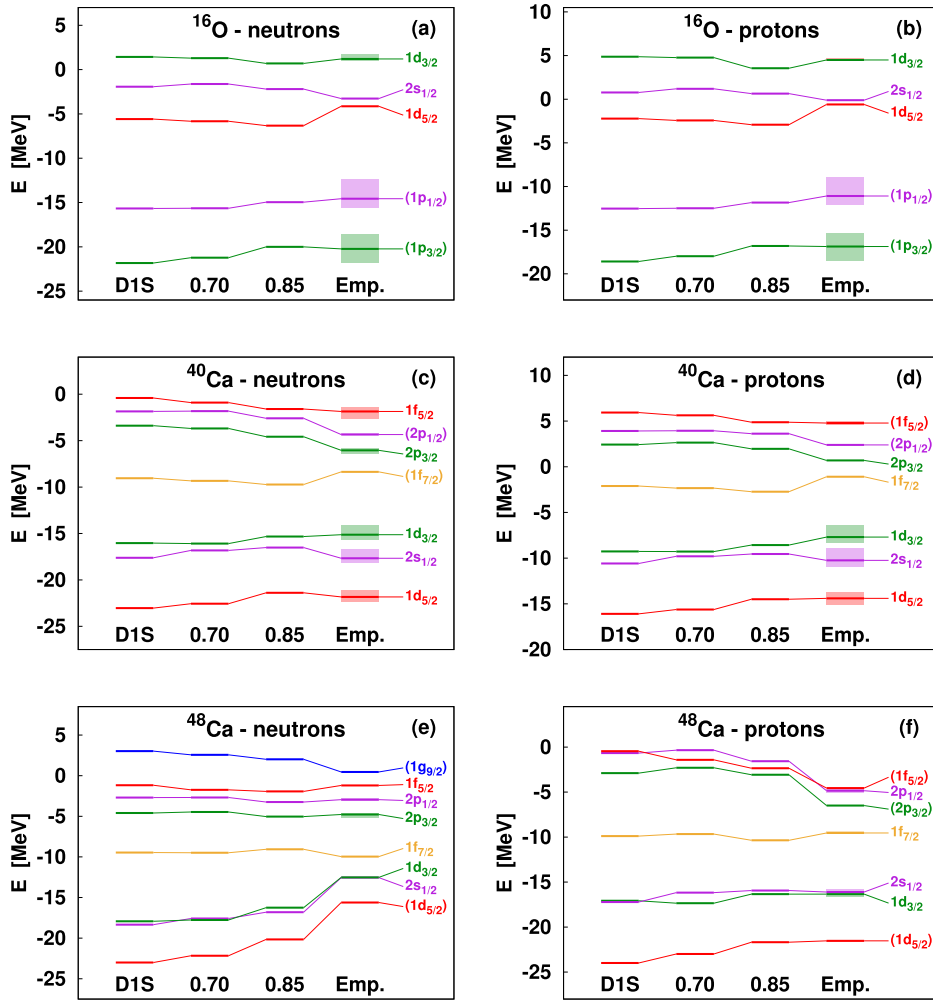 ¹⁶O - neutrons (a)
5
0
-5
-10
-15
-20
-25
E [MeV]
1d₃/₂
2s₁/₂
1d₅/₂
(1p₁/₂)
(1p₃/₂)
D1S 0.70 0.85 Emp.
¹⁶O - protons (b)
10
5
0
-5
-10
-15
-20
E [MeV]
1d₃/₂
2s₁/₂
1d₅/₂
(1p₁/₂)
(1p₃/₂)
D1S 0.70 0.85 Emp.
⁴⁰Ca - neutrons (c)
0
-5
-10
-15
-20
-25
E [MeV]
1f₅/₂
(2p₁/₂)
2p₃/₂
(1f₇/₂)
1d₃/₂
2s₁/₂
1d₅/₂
D1S 0.70 0.85 Emp.
⁴⁰Ca - protons (d)
10
5
0
-5
-10
-15
-20
E [MeV]
(1f₅/₂)
(2p₁/₂)
2p₃/₂
1f₇/₂
1d₃/₂
2s₁/₂
1d₅/₂
D1S 0.70 0.85 Emp.
⁴⁸Ca - neutrons (e)
5
0
-5
-10
-15
-20
-25
E [MeV]
(1g₉/₂)
1f₅/₂
2p₁/₂
2p₃/₂
1f₇/₂
1d₃/₂
2s₁/₂
(1d₅/₂)
D1S 0.70 0.85 Emp.
⁴⁸Ca - protons (f)
0
-5
-10
-15
-20
-25
E [MeV]
(1f₅/₂)
2p₁/₂
(2p₃/₂)
1f₇/₂
2s₁/₂
1d₃/₂
(1d₅/₂)
D1S 0.70 0.85 Emp.